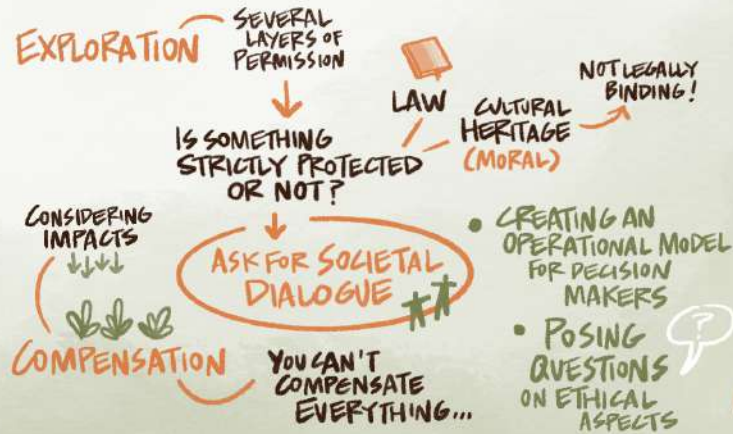 EXPLORATION
SEVERAL
LAYERS OF
PERMISSION
IS SOMETHING
STRICTLY PROTECTED
OR NOT?
LAW
CULTURAL
HERITAGE
(MORAL)
NOT LEGALLY
BINDING!
ASK FOR SOCIETAL
DIALOGUE
CONSIDERING
IMPACTS
COMPENSATION
YOU CAN'T
COMPENSATE
EVERYTHING...
• CREATING AN
OPERATIONAL MODEL
FOR DECISION
MAKERS
• POSING
QUESTIONS
ON ETHICAL
ASPECTS
?